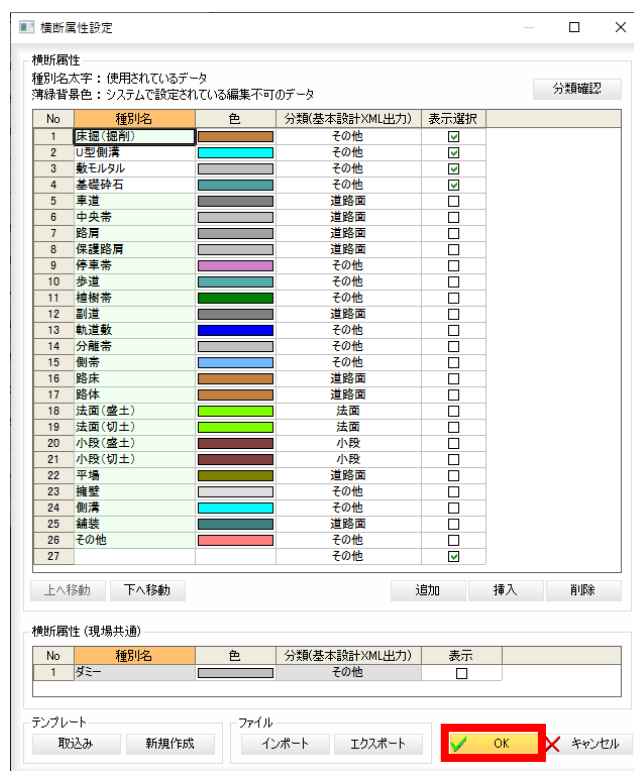 横断属性設定
横断属性
種別名太字：使用されているデータ
薄緑背景色：システムで設定されている編集不可のデータ
分類確認
No 種別名 色 分類(基本設計XML出力) 表示選択
1 床掘(掘削) その他
2 U型側溝 その他
3 敷モルタル その他
4 基礎砕石 その他
5 車道 道路面
6 中央帯 道路面
7 路肩 道路面
8 保護路肩 道路面
9 停車帯 その他
10 歩道 その他
11 植樹帯 その他
12 副道 道路面
13 軌道敷 その他
14 分離帯 その他
15 側帯 その他
16 路床 道路面
17 路体 道路面
18 法面(盛土) 法面
19 法面(切土) 法面
20 小段(盛土) 小段
21 小段(切土) 小段
22 平場 道路面
23 擁壁 その他
24 側溝 その他
25 舗装 道路面
26 その他 その他
27 その他
上へ移動 下へ移動 追加 挿入 削除
横断属性(現場共通)
No 種別名 色 分類(基本設計XML出力) 表示
1 ダミー その他
テンプレート ファイル
取込み 新規作成 インポート エクスポート OK キャンセル